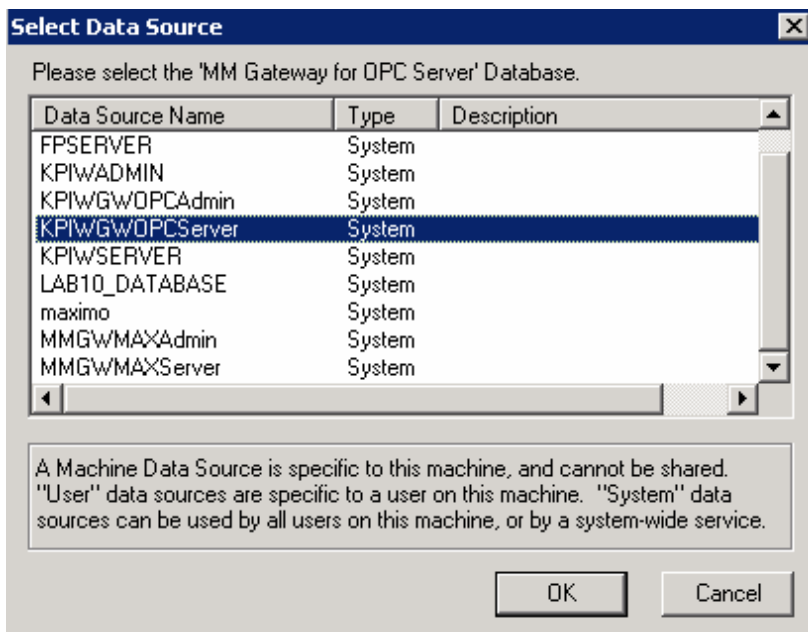 Select Data Source
Please select the 'MM Gateway for OPC Server' Database.
Data Source Name Type Description
FPSERVER System
KPIWADMIN System
KPIWGWOPCAdmin System
KPIWGWOPCServer System
KPIWSERVER System
LAB10_DATABASE System
maximo System
MMGWMAXAdmin System
MMGWMAXServer System
A Machine Data Source is specific to this machine, and cannot be shared.
"User" data sources are specific to a user on this machine. "System" data
sources can be used by all users on this machine, or by a system-wide service.
OK Cancel